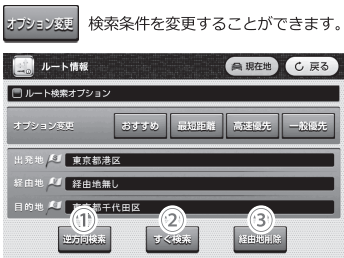 オプション変更 検索条件を変更することができます。
ルート情報 現在地 戻る
ルート検索オプション
オプション変更 おすすめ 最短距離 高速優先 一般優先
出発地 東京都港区
経由地 経由地無し
目的地 東京都千代田区
① ② ③
逆方向検索 すぐ検索 経由地削除